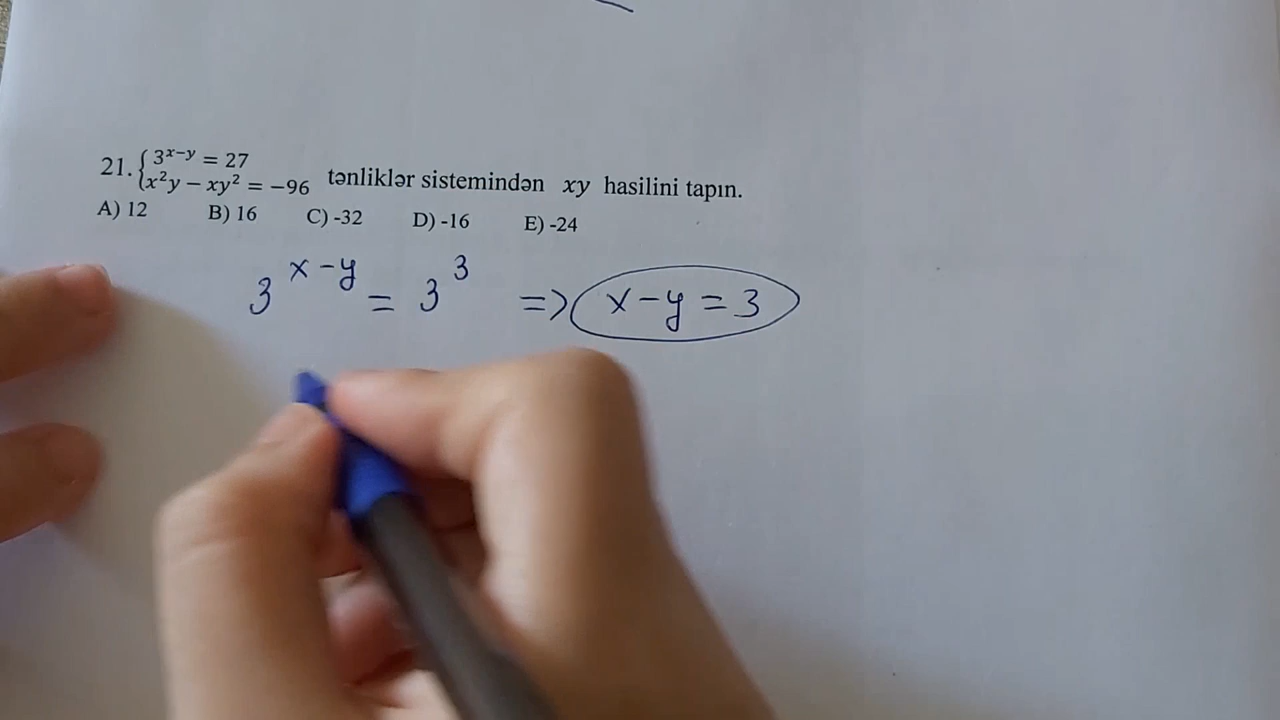 21. { 3^{x−y} = 27
x²y − xy² = −96 tənliklər sistemindən xy hasilini tapın.
A) 12 B) 16 C) -32 D) -16 E) -24
3^{x−y} = 3^3 => x−y = 3